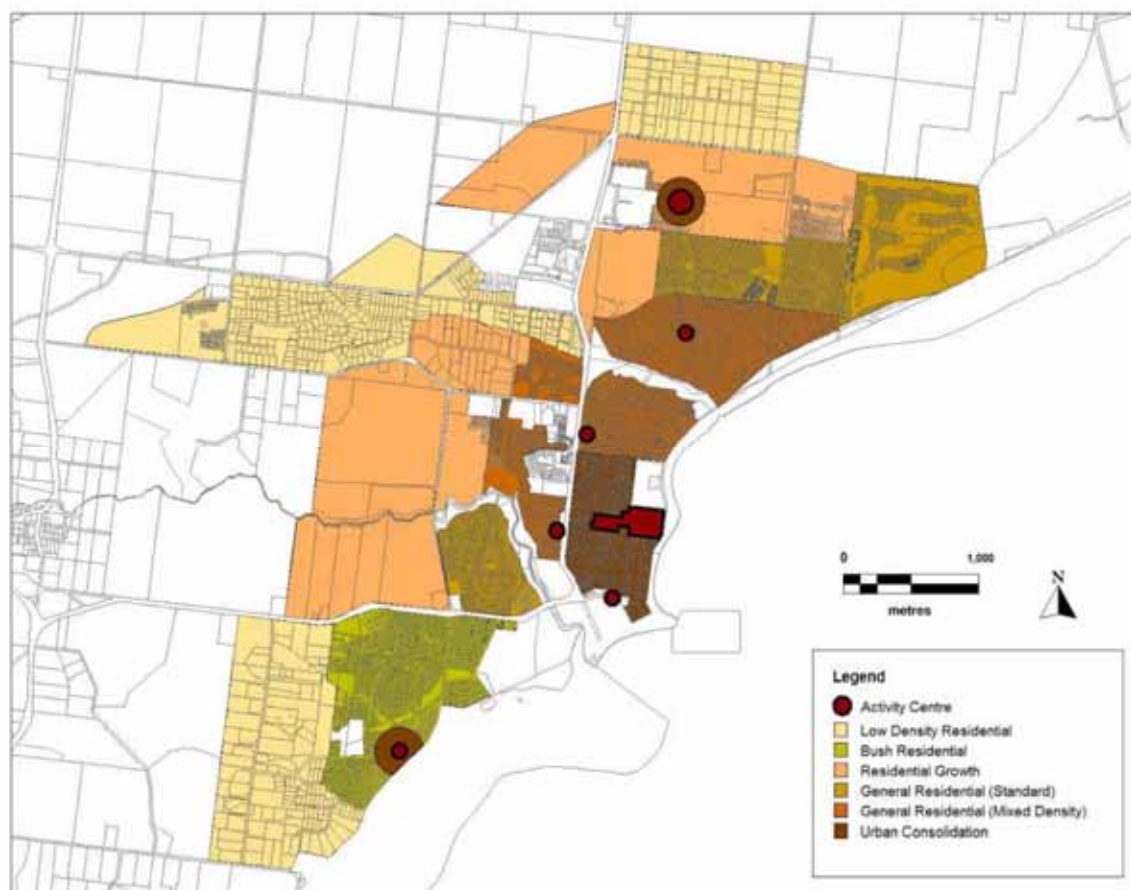 0 1,000
metres
N
Legend
Activity Centre
Low Density Residential
Bush Residential
Residential Growth
General Residential (Standard)
General Residential (Mixed Density)
Urban Consolidation